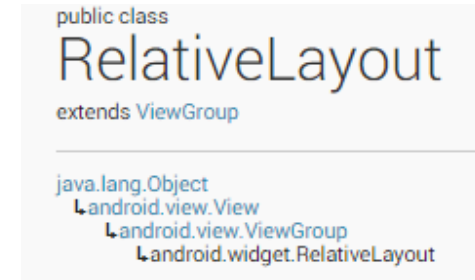 public class
RelativeLayout
extends ViewGroup
java.lang.Object
↳android.view.View
↳android.view.ViewGroup
↳android.widget.RelativeLayout